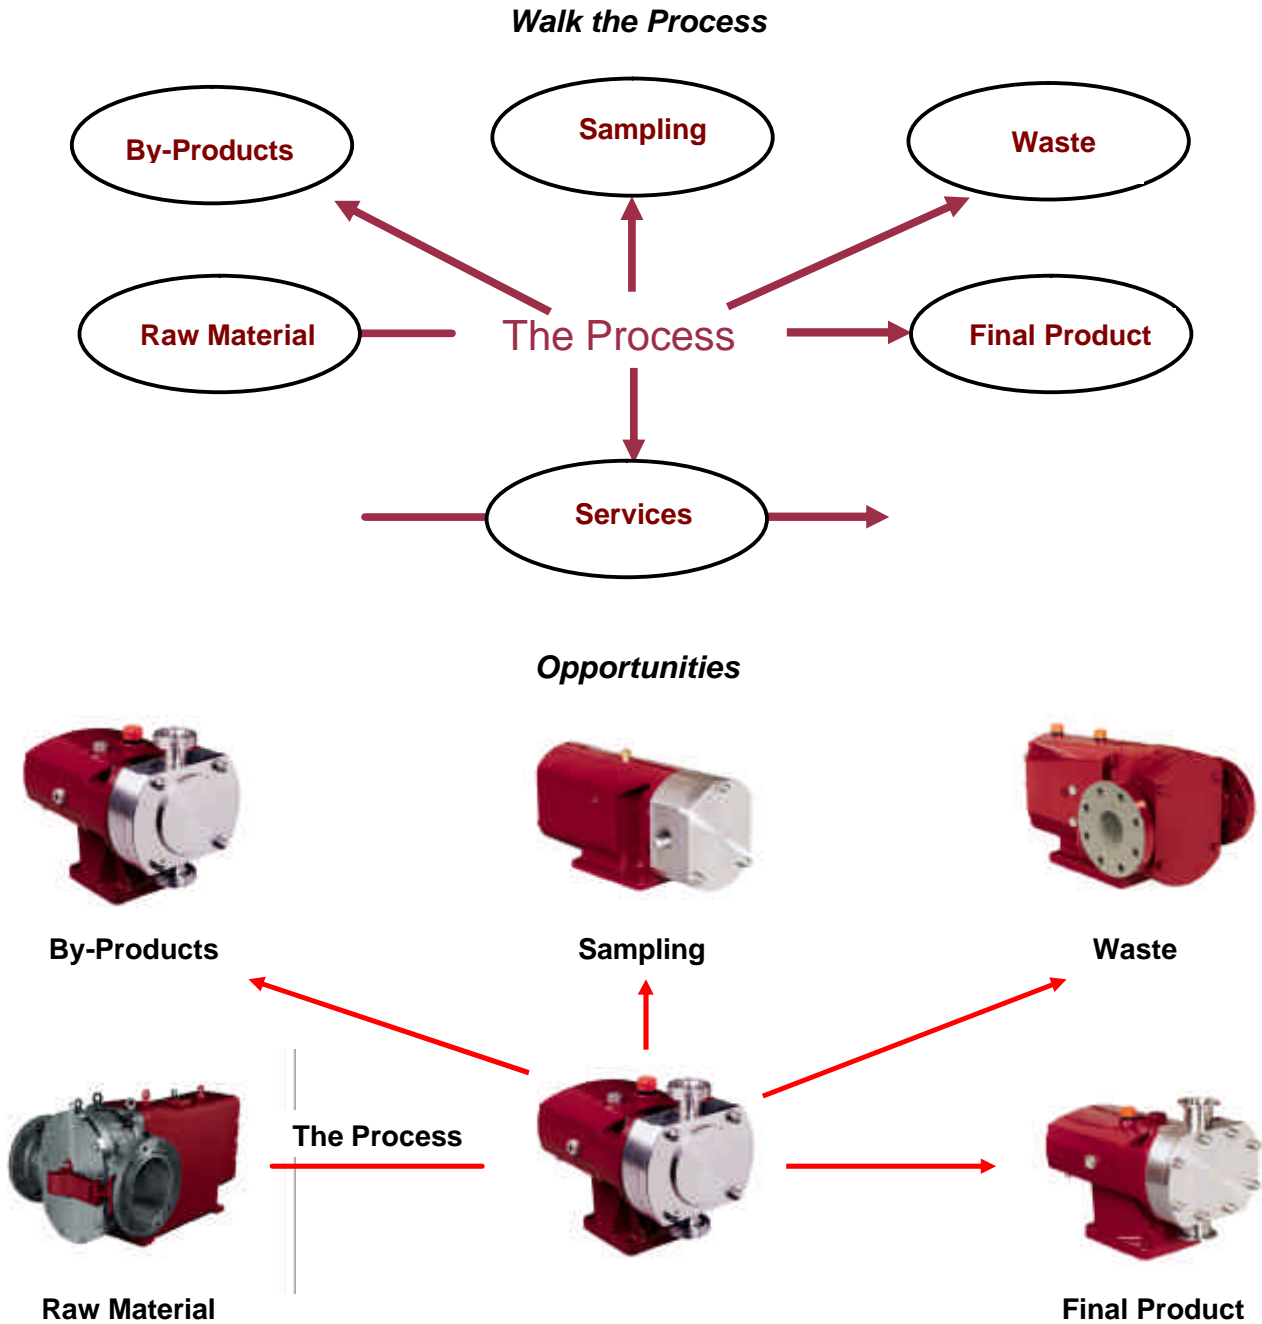 Walk the Process
By-Products
Sampling
Waste
Raw Material
The Process
Final Product
Services
Opportunities
By-Products
Sampling
Waste
The Process
Raw Material
Final Product